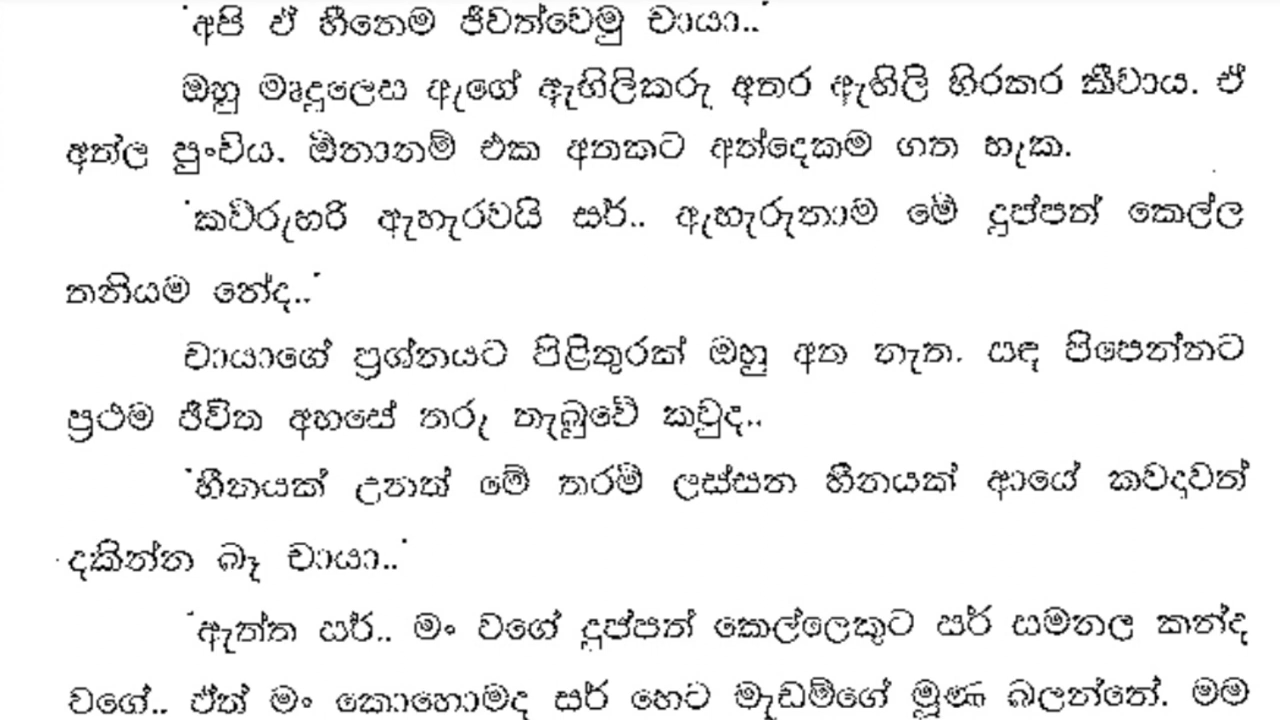 'අපි ඒ හීනෙම ජීවත්වෙමු චායා..'
ඔහු මෘදුලෙස ඇගේ ඇඟිලිකරු අතර ඇඟිලි හිරකර කීවාය. ඒ
අත්ල පුංචිය. ඕනානම් එක අතකට අත්දෙකම ගත හැක.
'කවරුහරි ඇහැරවයි සර්.. ඇහැරුනාම මේ දුප්පත් කෙල්ල
තනියම නේද..'
චායාගේ ප්‍රශ්නයට පිළිතුරක් ඔහු අත නැත. සඳ පිපෙන්නට
ප්‍රථම ජීවිත අහසේ තරු තැබුවේ කවුද..
'හීනයක් උනත් මේ තරම් ලස්සන හීනයක් ආයේ කවදාවත්
දකින්න බෑ චායා..'
'ඇත්ත සර්.. මං වගේ දුප්පත් කෙල්ලෙකුට සර් සමනල කන්ද
වගේ.. ඒත් මං කොහොමද සර් හෙට මැඩම්ගේ මූණ බලන්නේ. මම